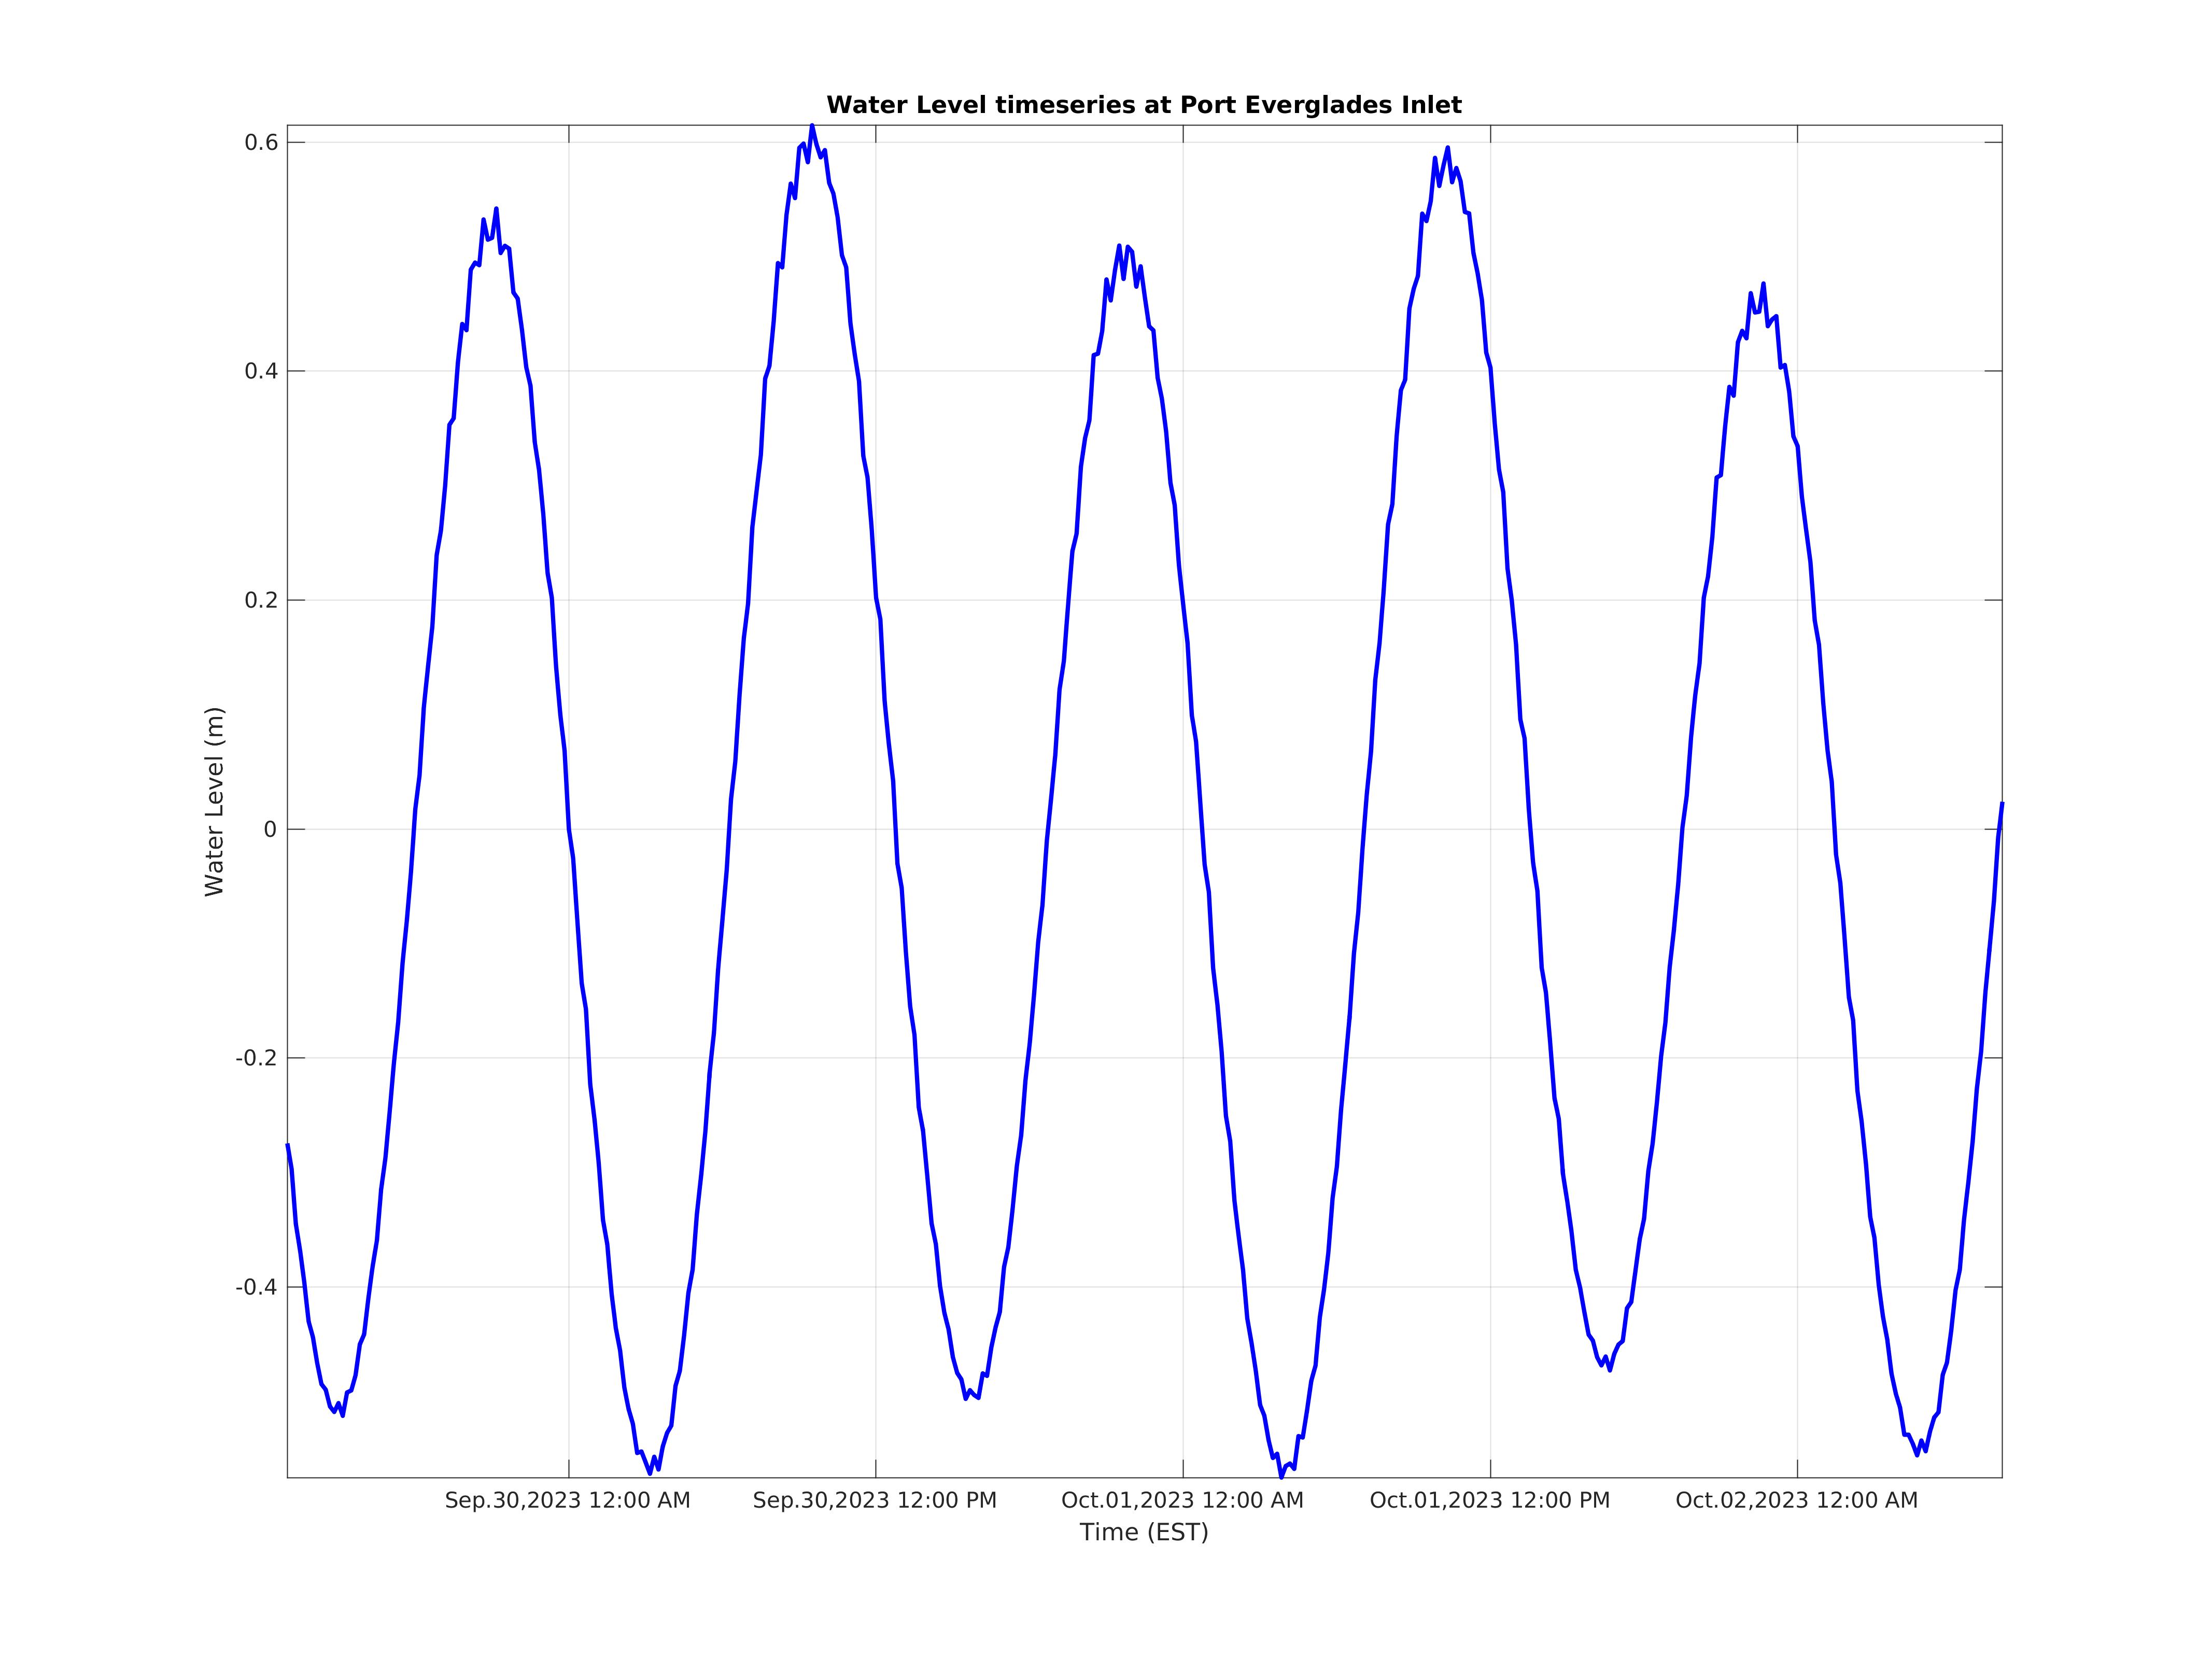 Water Level timeseries at Port Everglades Inlet
0.6
0.4
0.2
0
-0.2
-0.4
Water Level (m)
Sep.30,2023 12:00 AM
Sep.30,2023 12:00 PM
Oct.01,2023 12:00 AM
Oct.01,2023 12:00 PM
Oct.02,2023 12:00 AM
Time (EST)